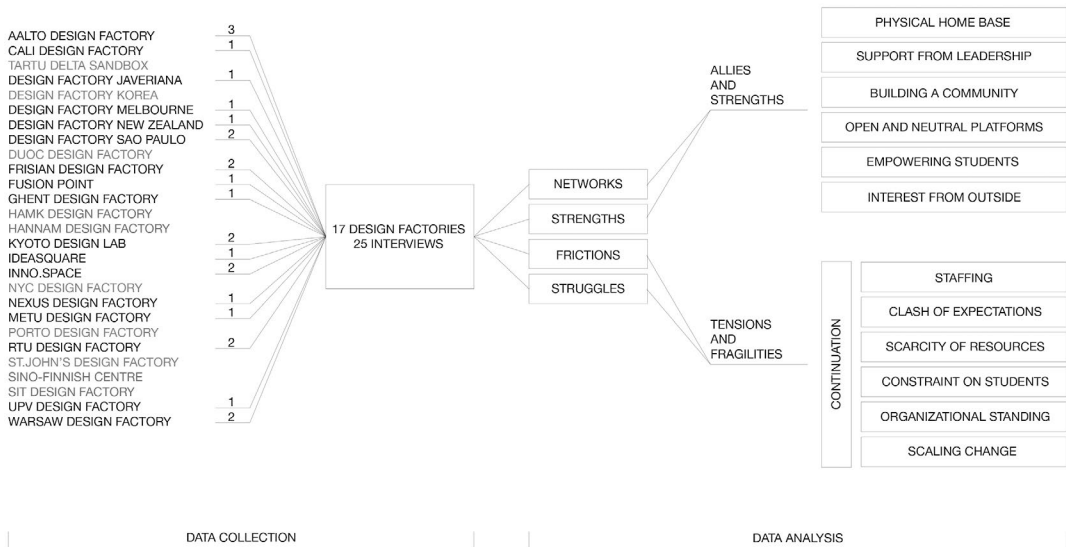 AALTO DESIGN FACTORY 3
CALI DESIGN FACTORY 1
TARTU DELTA SANDBOX
DESIGN FACTORY JAVERIANA 1
DESIGN FACTORY KOREA
DESIGN FACTORY MELBOURNE 1
DESIGN FACTORY NEW ZEALAND 1
DESIGN FACTORY SAO PAULO 2
DUOC DESIGN FACTORY
FRISIAN DESIGN FACTORY 2
FUSION POINT 1
GHENT DESIGN FACTORY 1
HAMK DESIGN FACTORY
HANNAM DESIGN FACTORY
KYOTO DESIGN LAB 2
IDEASQUARE 1
INNO.SPACE 2
NYC DESIGN FACTORY
NEXUS DESIGN FACTORY 1
METU DESIGN FACTORY 1
PORTO DESIGN FACTORY
RTU DESIGN FACTORY 2
ST.JOHN'S DESIGN FACTORY
SINO-FINNISH CENTRE
SIT DESIGN FACTORY
UPV DESIGN FACTORY 1
WARSAW DESIGN FACTORY 2
17 DESIGN FACTORIES
25 INTERVIEWS
NETWORKS
STRENGTHS
FRICTIONS
STRUGGLES
ALLIES
AND
STRENGTHS
TENSIONS
AND
FRAGILITIES
PHYSICAL HOME BASE
SUPPORT FROM LEADERSHIP
BUILDING A COMMUNITY
OPEN AND NEUTRAL PLATFORMS
EMPOWERING STUDENTS
INTEREST FROM OUTSIDE
CONTINUATION
STAFFING
CLASH OF EXPECTATIONS
SCARCITY OF RESOURCES
CONSTRAINT ON STUDENTS
ORGANIZATIONAL STANDING
SCALING CHANGE
DATA COLLECTION
DATA ANALYSIS